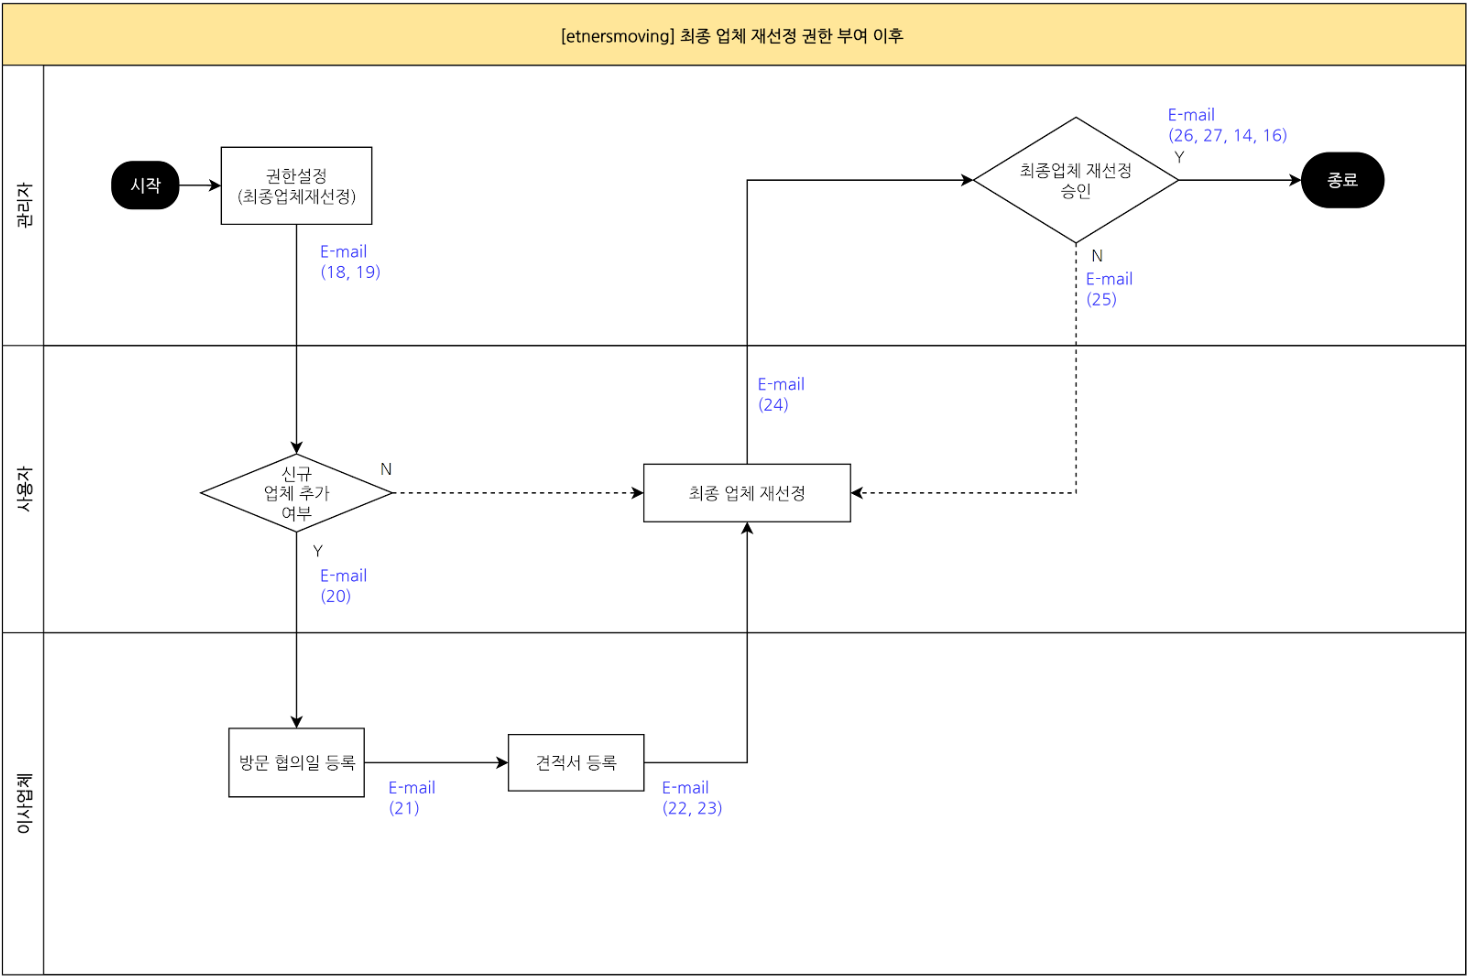 [etnersmoving] 최종 업체 재선정 권한 부여 이후
관리자
시작
권한설정
(최종업체재선정)
E-mail
(18, 19)
최종업체 재선정
승인
E-mail
(26, 27, 14, 16)
Y
종료
N
E-mail
(25)
사용자
신규
업체 추가
여부
N
Y
E-mail
(20)
최종 업체 재선정
E-mail
(24)
이사업체
방문 협의일 등록
E-mail
(21)
견적서 등록
E-mail
(22, 23)